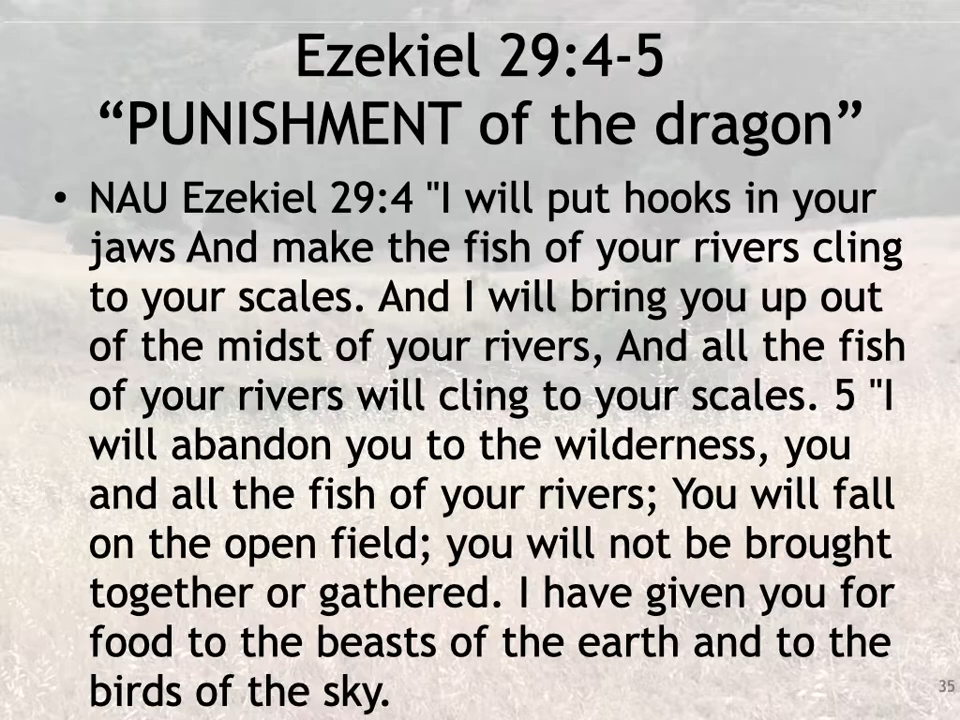 Ezekiel 29:4-5
“PUNISHMENT of the dragon”
• NAU Ezekiel 29:4 "I will put hooks in your
jaws And make the fish of your rivers cling
to your scales. And I will bring you up out
of the midst of your rivers, And all the fish
of your rivers will cling to your scales. 5 "I
will abandon you to the wilderness, you
and all the fish of your rivers; You will fall
on the open field; you will not be brought
together or gathered. I have given you for
food to the beasts of the earth and to the
birds of the sky.
35